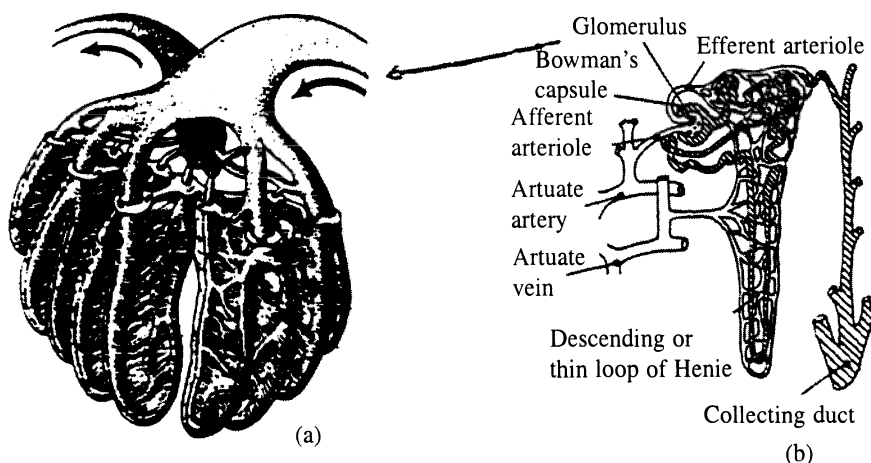 Glomerulus
Efferent arteriole
Bowman's
capsule
Afferent
arteriole
Artuate
artery
Artuate
vein
Descending or
thin loop of Henie
Collecting duct
(a)
(b)